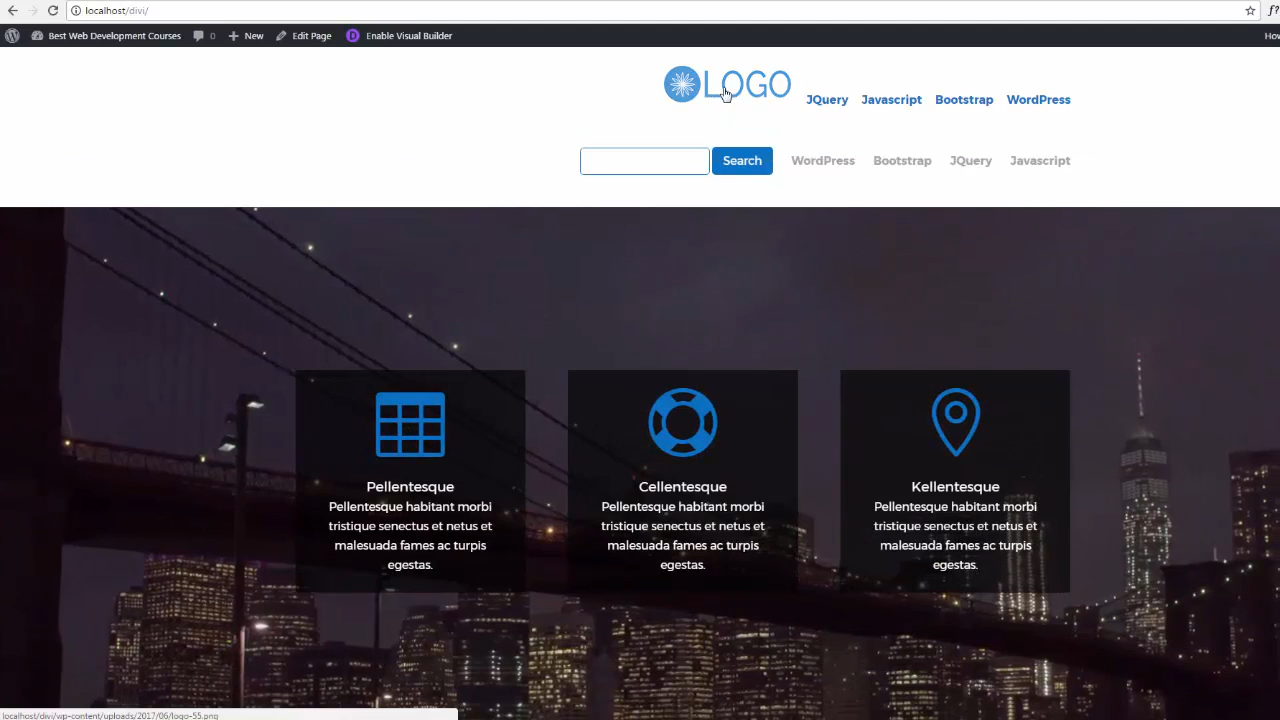 localhost/divi/
f?
Best Web Development Courses 0 New Edit Page Enable Visual Builder How
LOGO JQuery Javascript Bootstrap WordPress
Search WordPress Bootstrap JQuery Javascript
Pellentesque
Pellentesque habitant morbi
tristique senectus et netus et
malesuada fames ac turpis
egestas.
Cellentesque
Pellentesque habitant morbi
tristique senectus et netus et
malesuada fames ac turpis
egestas.
Kellentesque
Pellentesque habitant morbi
tristique senectus et netus et
malesuada fames ac turpis
egestas.
localhost/divi/wp-content/uploads/2017/06/logo-55.png